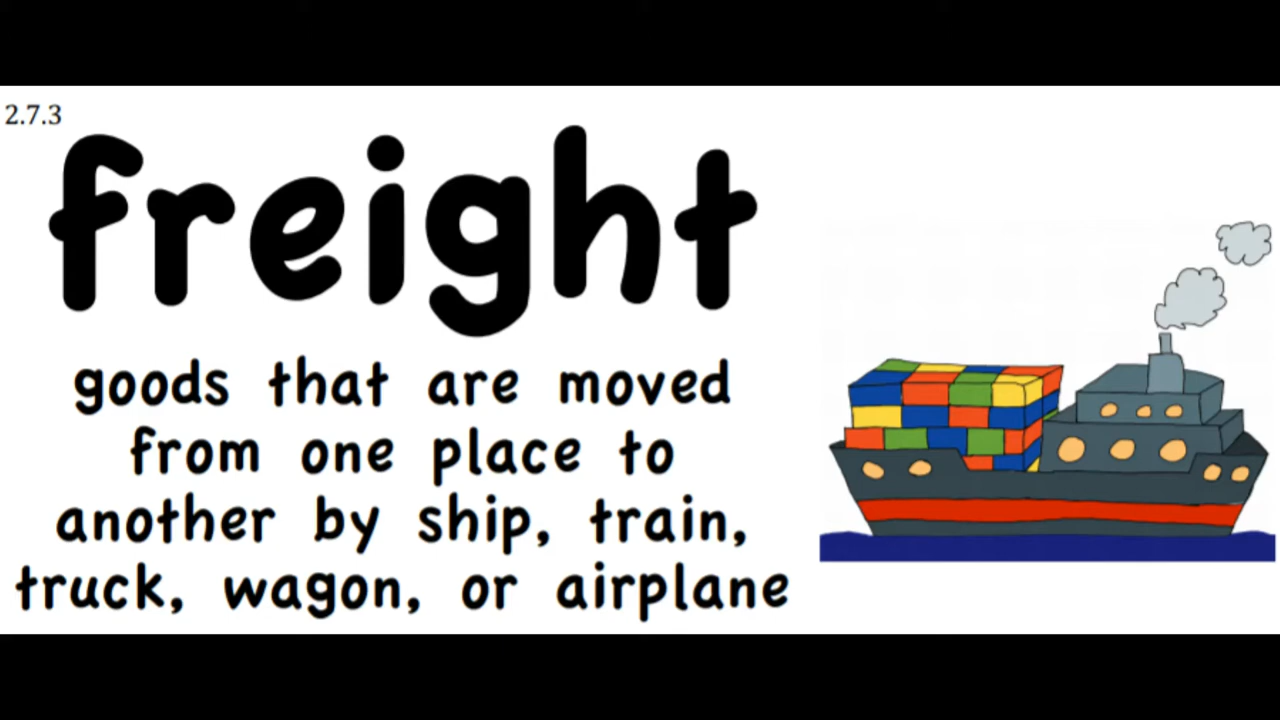 2.7.3
freight
goods that are moved
from one place to
another by ship, train,
truck, wagon, or airplane